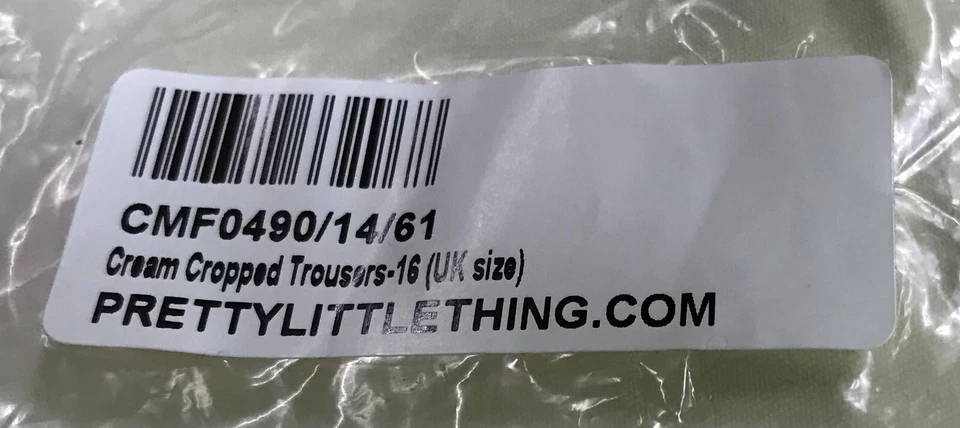 CMF0490/14/61
Cream Cropped Trousers-16 (UK size)
PRETTYLITTLETHING.COM